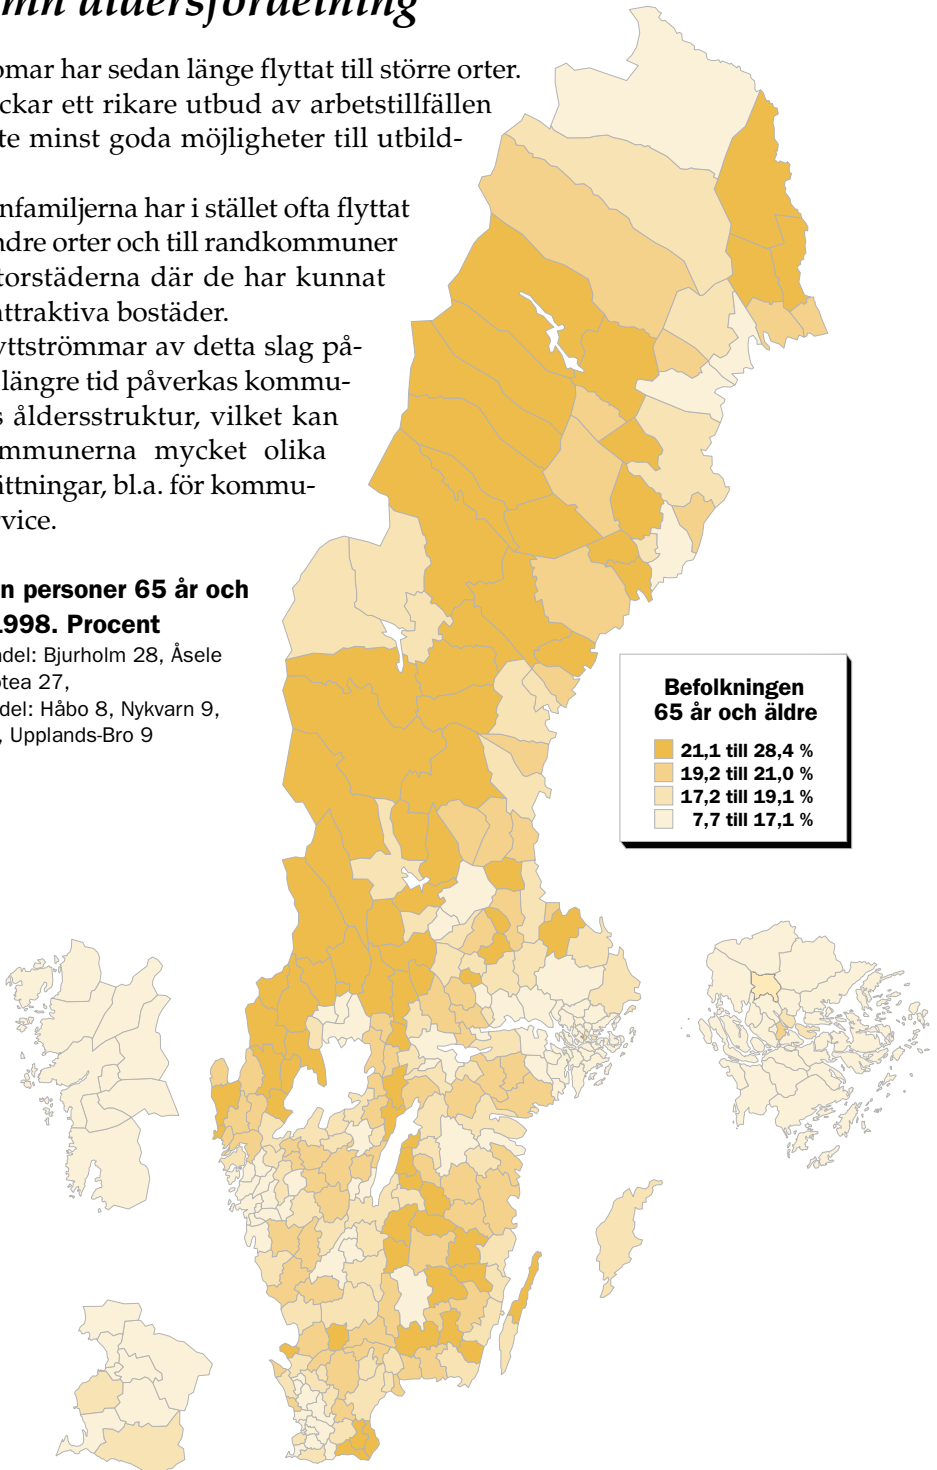 mn åldersfördelning
omar har sedan länge flyttat till större orter.
ckar ett rikare utbud av arbetstillfällen
te minst goda möjligheter till utbild-
nfamiljerna har i stället ofta flyttat
ndre orter och till randkommuner
torstäderna där de har kunnat
attraktiva bostäder.
yttströmmar av detta slag på-
längre tid påverkas kommu-
s åldersstruktur, vilket kan
mmunerna mycket olika
ättningar, bl.a. för kommu-
rvice.
n personer 65 år och
1998. Procent
ndel: Bjurholm 28, Åsele
otea 27,
del: Håbo 8, Nykvarn 9,
, Upplands-Bro 9
Befolkningen
65 år och äldre
21,1 till 28,4 %
19,2 till 21,0 %
17,2 till 19,1 %
7,7 till 17,1 %